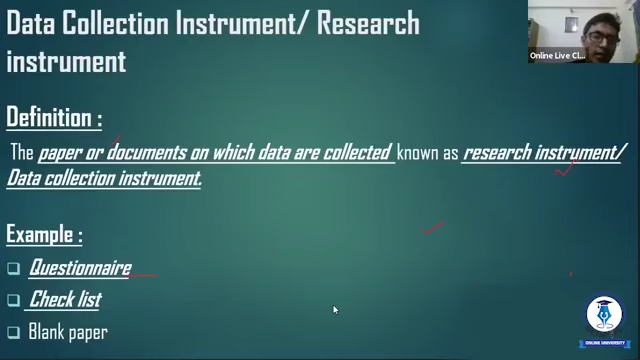 Data Collection Instrument/ Research
instrument
Online Live Cl...
Definition :
The paper or documents on which data are collected known as research instrument/
Data collection instrument.
Example :
Questionnaire
Check list
Blank paper
ONLINE UNIVERSITY